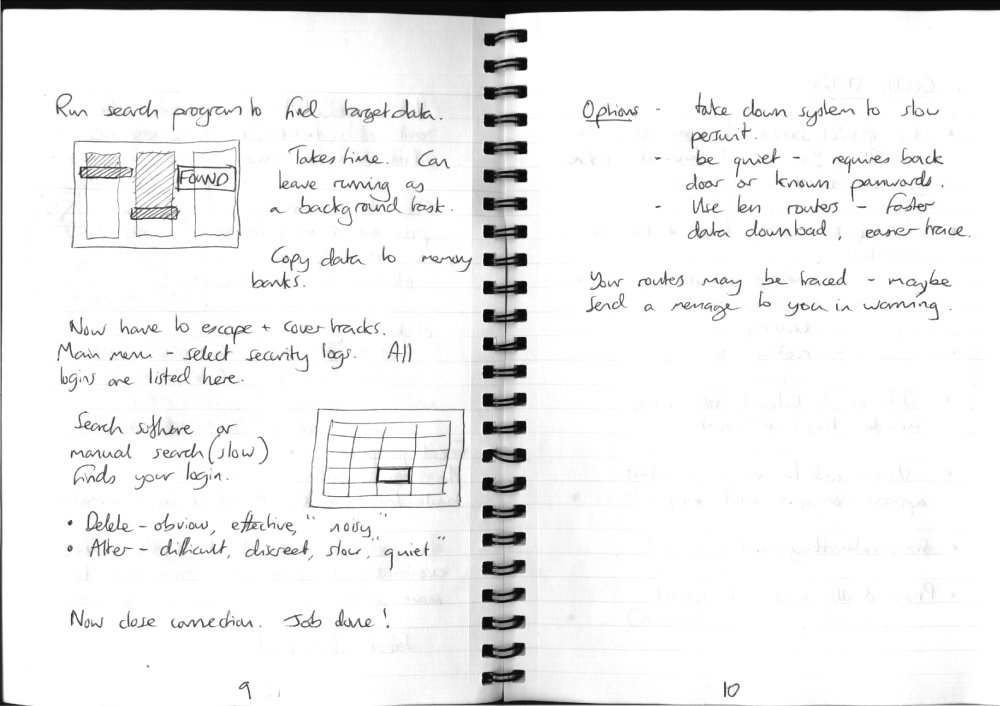 Run search program to find target data.
FOUND
Takes time. Can
leave running as
a background task.
Copy data to memory
banks.
Now have to escape + cover tracks.
Main menu - select security logs. All
logins are listed here.
Search software or
manual search (slow)
finds your login.
• Delete - obvious, effective, "noisy"
• Alter - difficult, discreet, slow, "quiet"
Now close connection. Job done!
9
Options - take down system to slow
persuit.
- be quiet - requires back
door or known passwords.
- Use less routers - faster
data download, easier trace.
Your routes may be traced - maybe
send a message to you in warning.
10